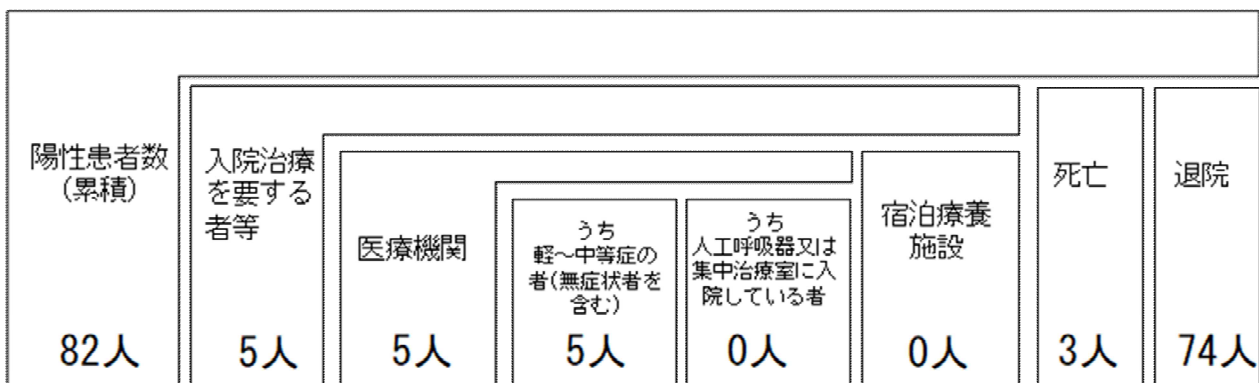 陽性患者数
(累積)
82人
入院治療
を要する
者等
5人
医療機関
5人
うち
軽～中等症の
者(無症状者を
含む)
5人
うち
人工呼吸器又は
集中治療室に入
院している者
0人
宿泊療養
施設
0人
死亡
3人
退院
74人